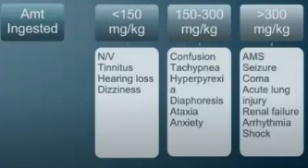 Amt
Ingested
<150
mg/kg
150-300
mg/kg
>300
mg/kg
N/V
Tinnitus
Hearing loss
Dizziness
Confusion
Tachypnea
Hyperpyrexi
a
Diaphoresis
Ataxia
Anxiety
AMS
Seizure
Coma
Acute lung
injury
Renal failure
Arrhythmia
Shock